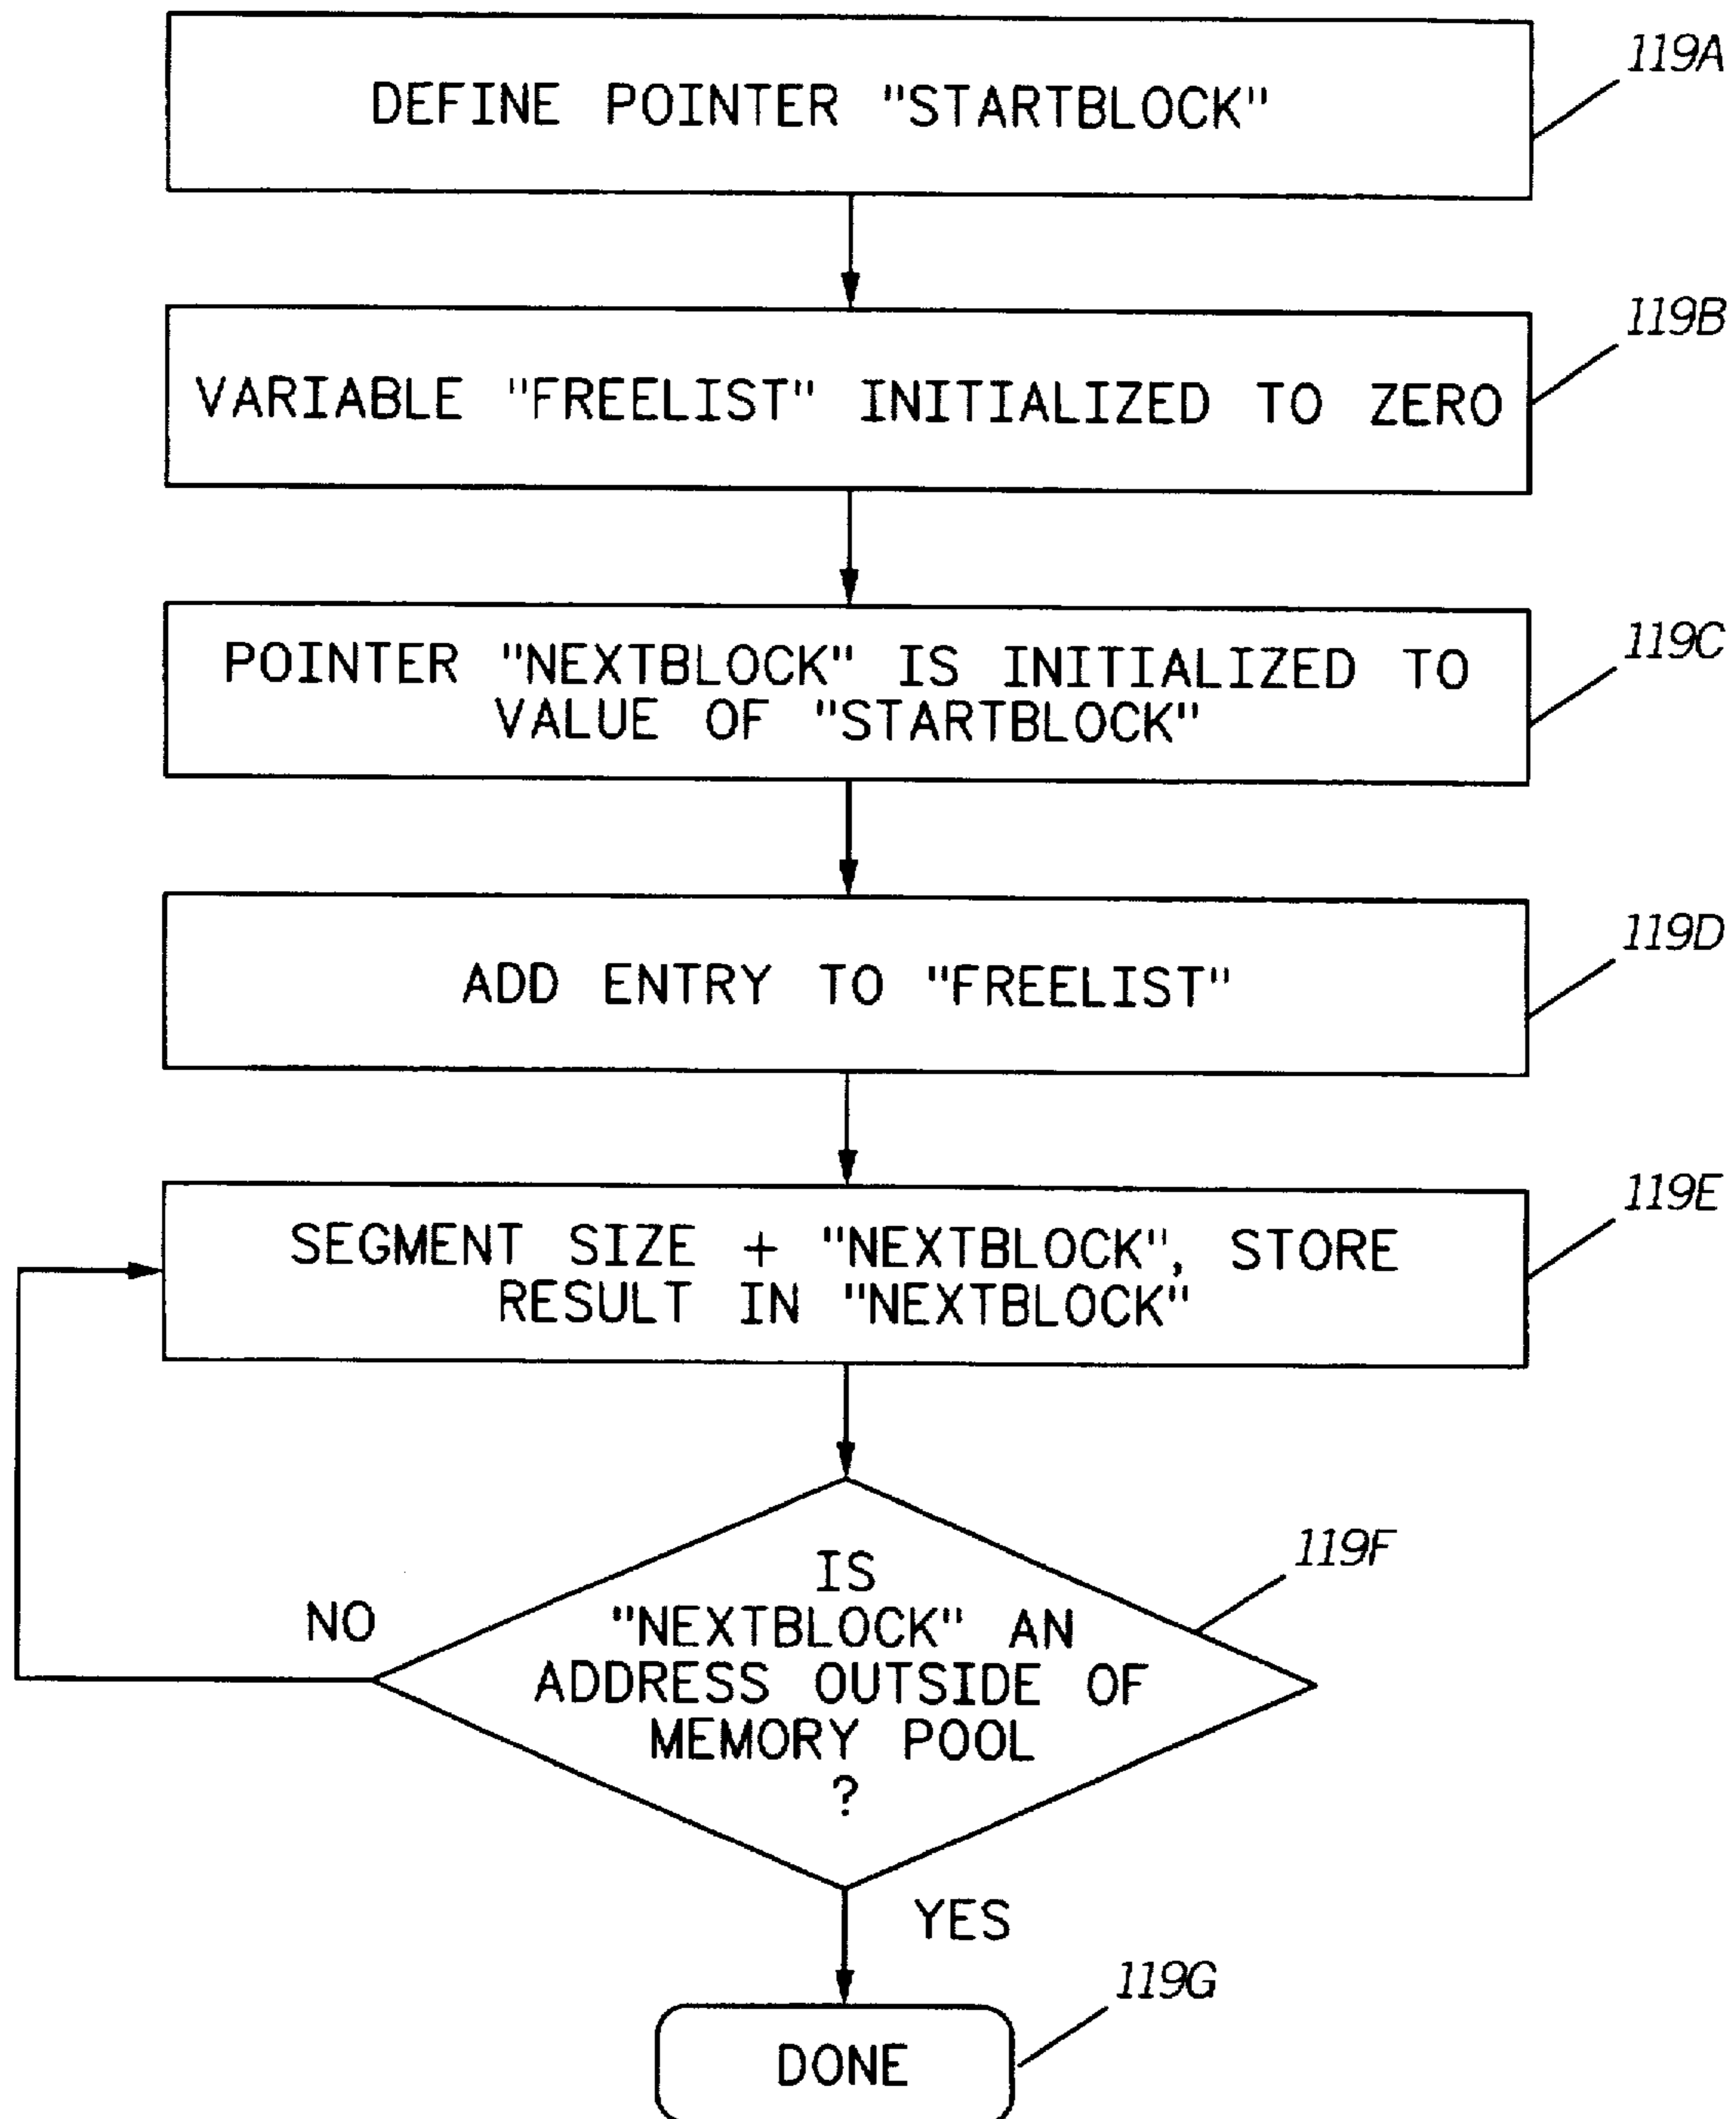 119A
DEFINE POINTER "STARTBLOCK"
119B
VARIABLE "FREELIST" INITIALIZED TO ZERO
119C
POINTER "NEXTBLOCK" IS INITIALIZED TO
VALUE OF "STARTBLOCK"
119D
ADD ENTRY TO "FREELIST"
119E
SEGMENT SIZE + "NEXTBLOCK", STORE
RESULT IN "NEXTBLOCK"
119F
IS
"NEXTBLOCK" AN
ADDRESS OUTSIDE OF
MEMORY POOL
?
NO
YES
119G
DONE